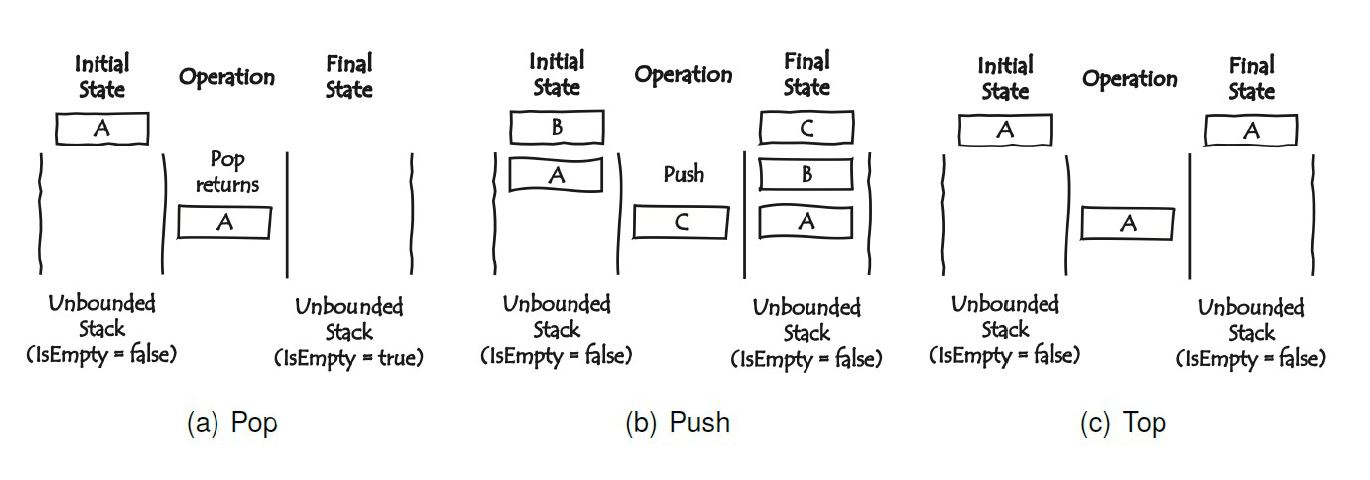 Initial
State
Operation
Final
State
A
Pop
returns
A
Unbounded
Stack
(IsEmpty = false)
Unbounded
Stack
(IsEmpty = true)
(a) Pop
Initial
State
Operation
Final
State
B
A
Push
C
C
B
A
Unbounded
Stack
(IsEmpty = false)
Unbounded
Stack
(IsEmpty = false)
(b) Push
Initial
State
Operation
Final
State
A
A
A
Unbounded
Stack
(IsEmpty = false)
Unbounded
Stack
(IsEmpty = false)
(c) Top